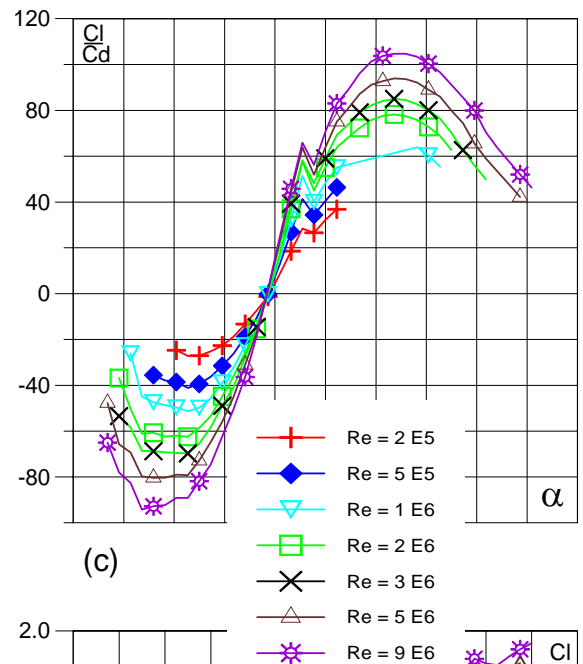 120
Cl
Cd
80
40
0
-40
-80
α
(c)
Re = 2 E5
Re = 5 E5
Re = 1 E6
Re = 2 E6
Re = 3 E6
Re = 5 E6
Re = 9 E6
2.0
Cl